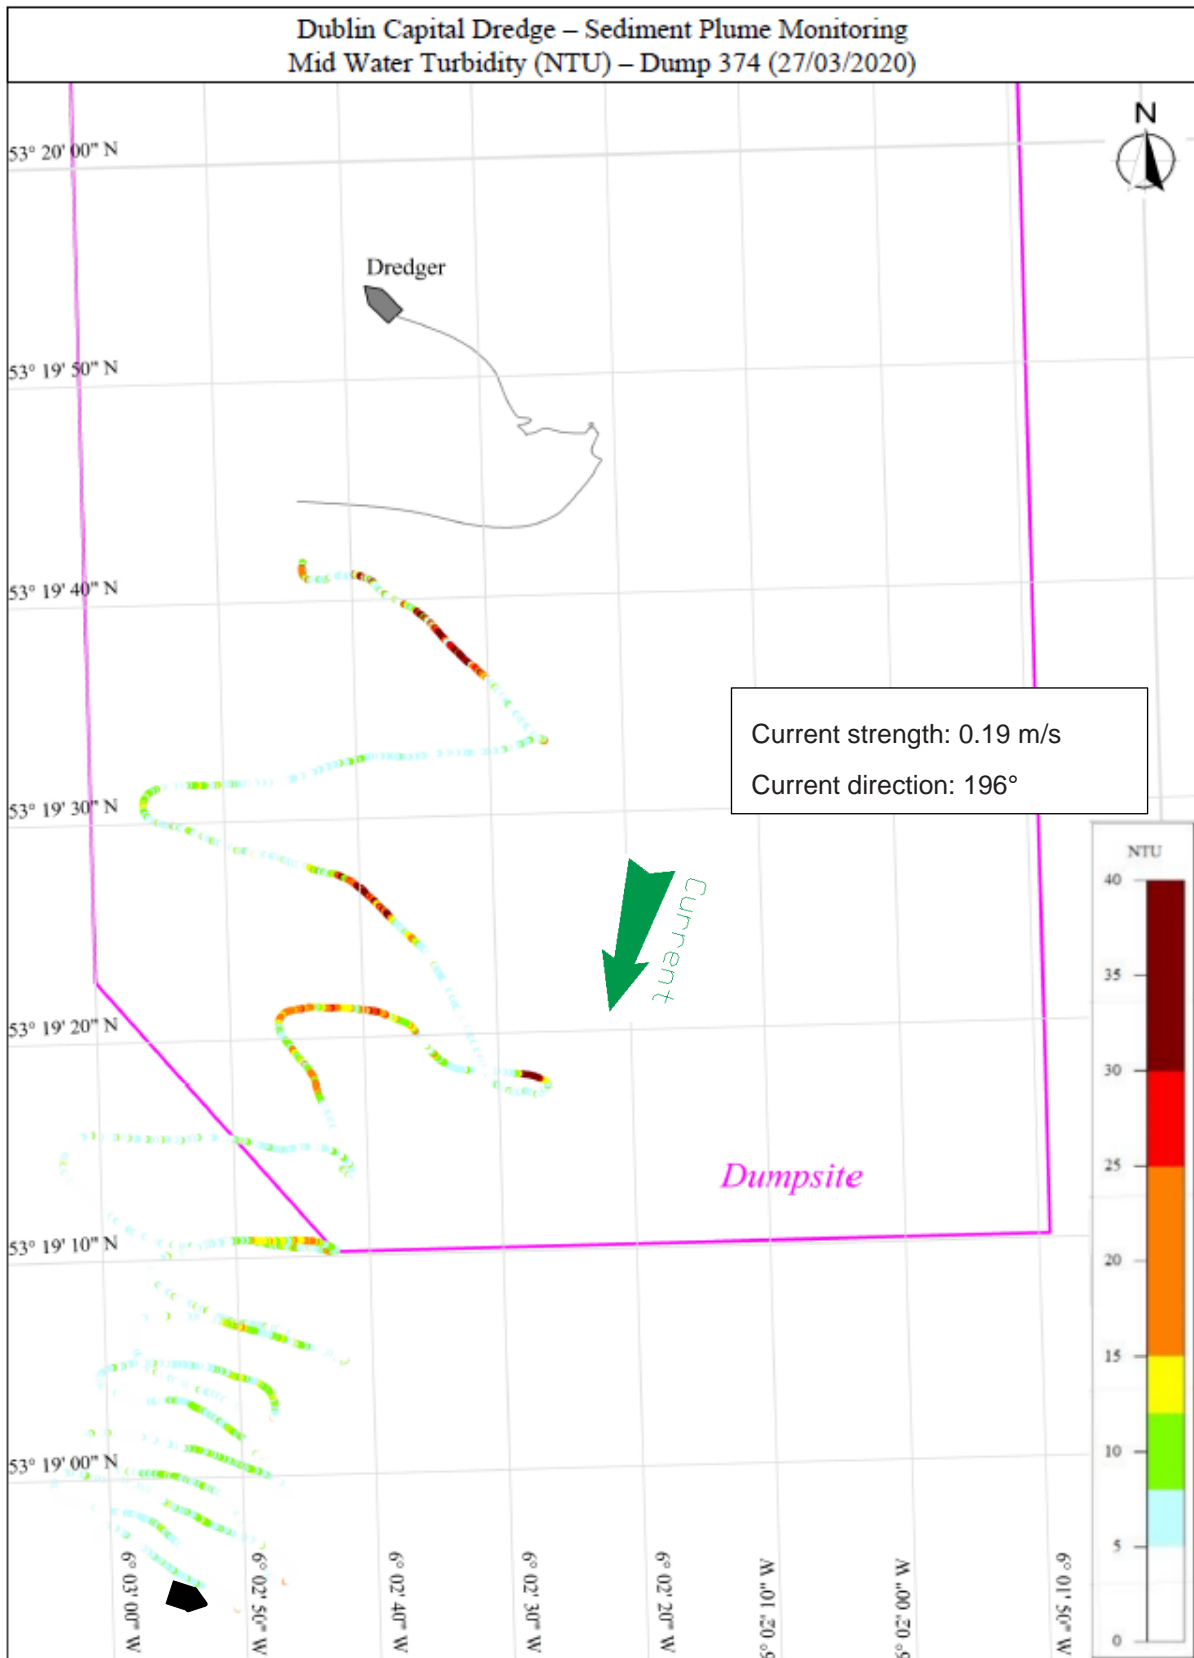 Dublin Capital Dredge – Sediment Plume Monitoring
Mid Water Turbidity (NTU) – Dump 374 (27/03/2020)
N
53° 20' 00" N
Dredger
53° 19' 50" N
53° 19' 40" N
Current strength: 0.19 m/s
Current direction: 196°
53° 19' 30" N
NTU
40
35
30
25
20
15
10
5
0
Current
53° 19' 20" N
Dumpsite
53° 19' 10" N
53° 19' 00" N
6° 03' 00" W
6° 02' 50" W
6° 02' 40" W
6° 02' 30" W
6° 02' 20" W
6° 02' 10" W
6° 02' 00" W
6° 01' 50" W